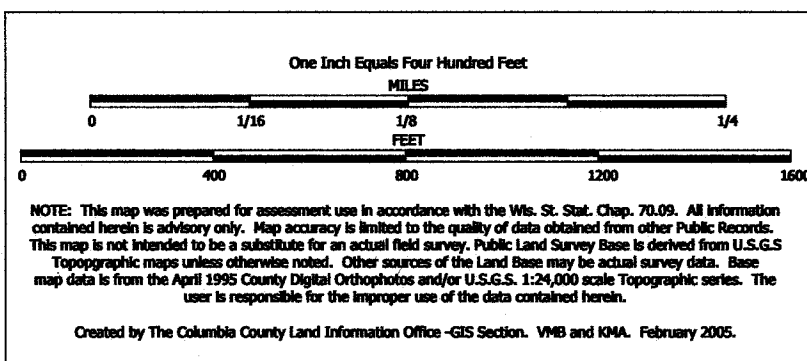 One Inch Equals Four Hundred Feet
MILES
0 1/16 1/8 1/4
FEET
0 400 800 1200 1600
NOTE: This map was prepared for assessment use in accordance with the Wis. St. Stat. Chap. 70.09. All information
contained herein is advisory only. Map accuracy is limited to the quality of data obtained from other Public Records.
This map is not intended to be a substitute for an actual field survey. Public Land Survey Base is derived from U.S.G.S
Topopgraphic maps unless otherwise noted. Other sources of the Land Base may be actual survey data. Base
map data is from the April 1995 County Digital Orthophotos and/or U.S.G.S. 1:24,000 scale Topographic series. The
user is responsible for the improper use of the data contained herein.
Created by The Columbia County Land Information Office -GIS Section. VMB and KMA. February 2005.